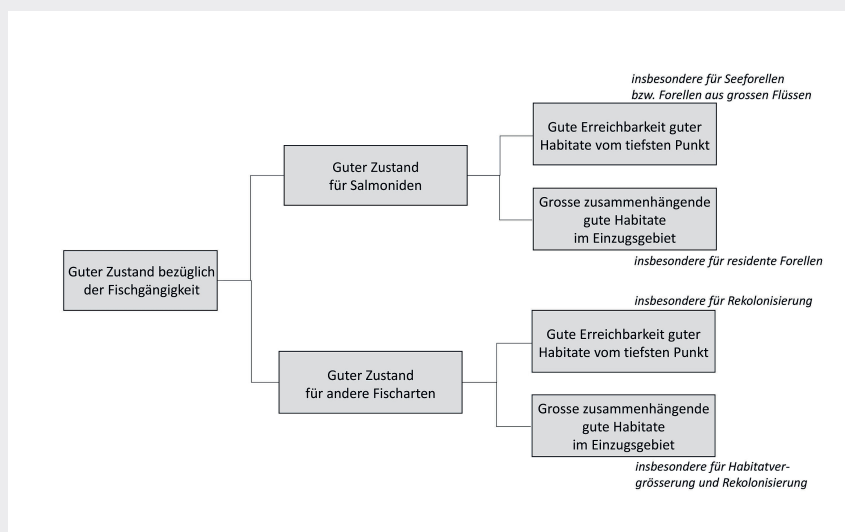 insbesondere für Seeforellen
bzw. Forellen aus grossen Flüssen
Gute Erreichbarkeit guter
Habitate vom tiefsten Punkt
Guter Zustand
für Salmoniden
Grosse zusammenhängende
gute Habitate
im Einzugsgebiet
insbesondere für residente Forellen
Guter Zustand bezüglich
der Fischgängigkeit
insbesondere für Rekolonisierung
Gute Erreichbarkeit guter
Habitate vom tiefsten Punkt
Guter Zustand
für andere Fischarten
Grosse zusammenhängende
gute Habitate
im Einzugsgebiet
insbesondere für Habitatver-
grösserung und Rekolonisierung